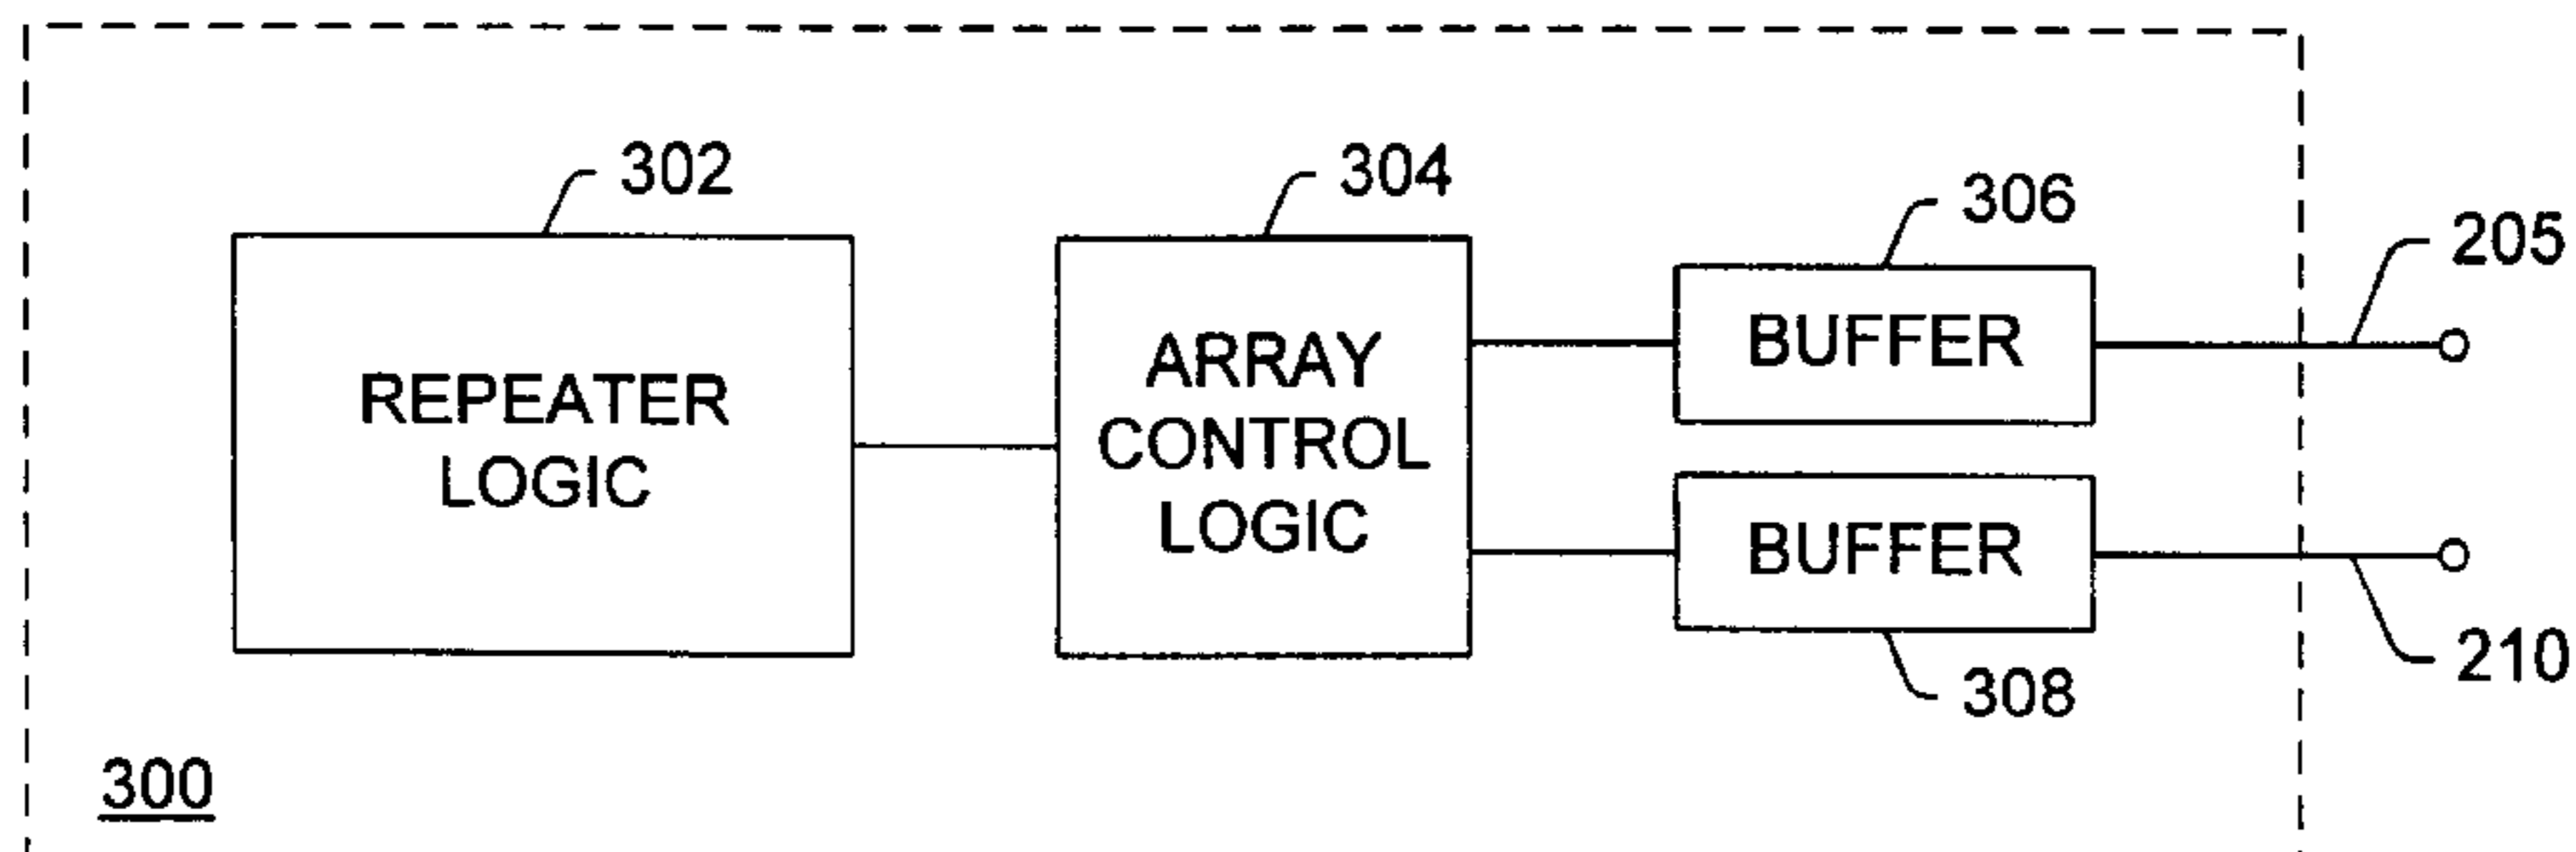 302
304
306
205
REPEATER
LOGIC
ARRAY
CONTROL
LOGIC
BUFFER
BUFFER
210
308
300